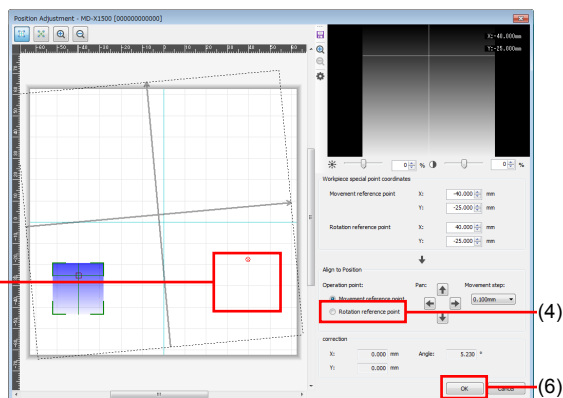 Position Adjustment - MD-X1500 [000000000000]
X:-40.000mm
Y:-25.000mm
0 % 0 %
Workpiece special point coordinates
Movement reference point X: -40.000 mm
Y: -25.000 mm
Rotation reference point X: 40.000 mm
Y: -25.000 mm
Align to Position
Operation point: Pan: Movement step:
Movement reference point 0.100mm
Rotation reference point
(4)
correction
X: 0.000 mm Angle: 5.230 °
Y: 0.000 mm
OK Cancel
(6)